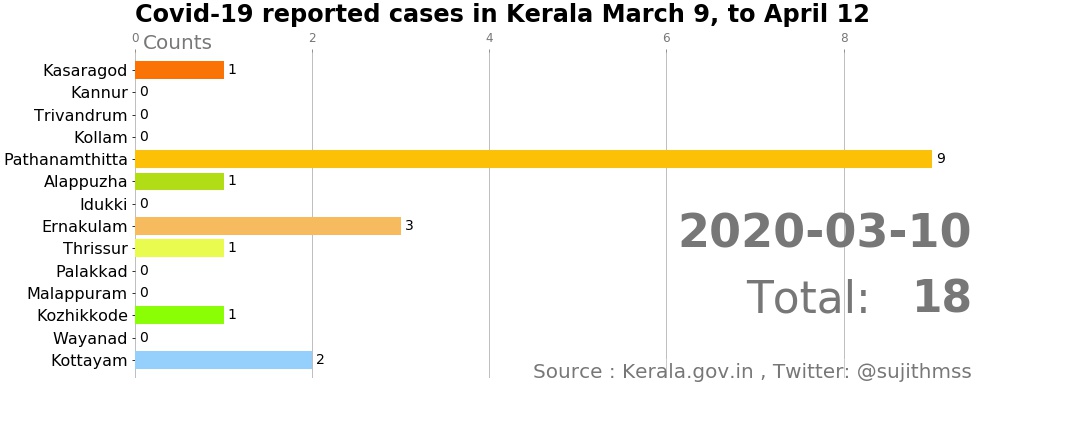 Covid-19 reported cases in Kerala March 9, to April 12
0 2 4 6 8
Counts
Kasaragod 1
Kannur 0
Trivandrum 0
Kollam 0
Pathanamthitta 9
Alappuzha 1
Idukki 0
Ernakulam 3
Thrissur 1
Palakkad 0
Malappuram 0
Kozhikkode 1
Wayanad 0
Kottayam 2
2020-03-10
Total: 18
Source : Kerala.gov.in , Twitter: @sujithmss